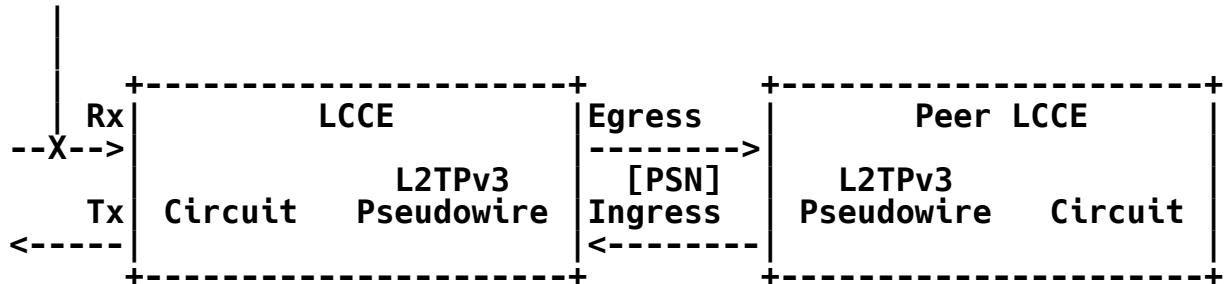 |
|
|    +---------------------+         +---------------------+
| Rx|         LCCE        |Egress   |      Peer LCCE      |
--X-->|                     |-------->|                     |
|             L2TPv3  |  [PSN]  |  L2TPv3             |
Tx| Circuit  Pseudowire |Ingress  | Pseudowire  Circuit |
<-----|                     |<--------|                     |
+---------------------+         +---------------------+